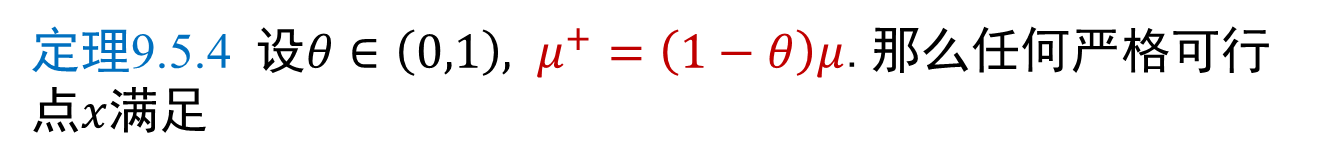 定理9.5.4 设θ ∈ (0,1), μ⁺ = (1 − θ)μ. 那么任何严格可行
点x满足